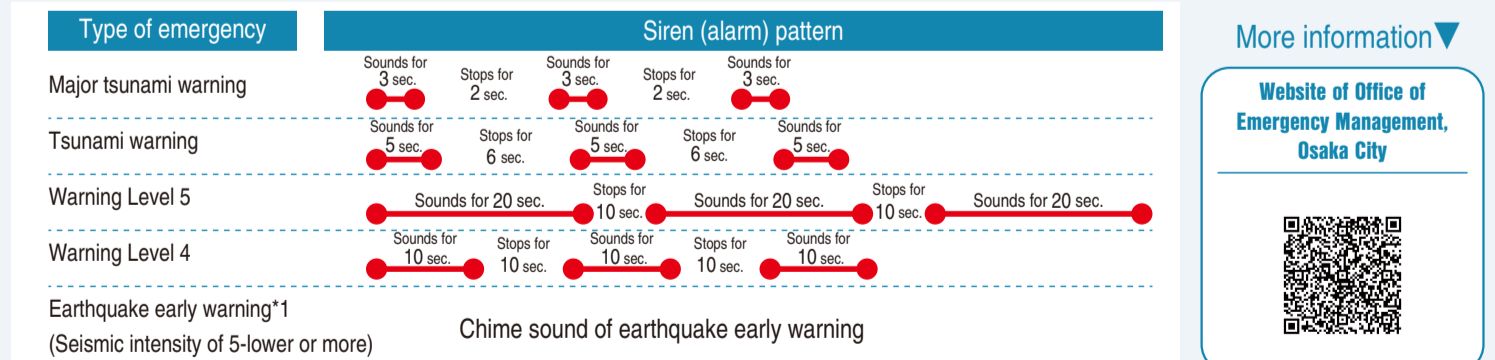 Type of emergency
Siren (alarm) pattern
Major tsunami warning
Sounds for
3 sec.
Stops for
2 sec.
Sounds for
3 sec.
Stops for
2 sec.
Sounds for
3 sec.
Tsunami warning
Sounds for
5 sec.
Stops for
6 sec.
Sounds for
5 sec.
Stops for
6 sec.
Sounds for
5 sec.
Warning Level 5
Sounds for 20 sec.
Stops for
10 sec.
Sounds for 20 sec.
Stops for
10 sec.
Sounds for 20 sec.
Warning Level 4
Sounds for
10 sec.
Stops for
10 sec.
Sounds for
10 sec.
Stops for
10 sec.
Sounds for
10 sec.
Earthquake early warning*1
(Seismic intensity of 5-lower or more)
Chime sound of earthquake early warning
More information▼
Website of Office of
Emergency Management,
Osaka City